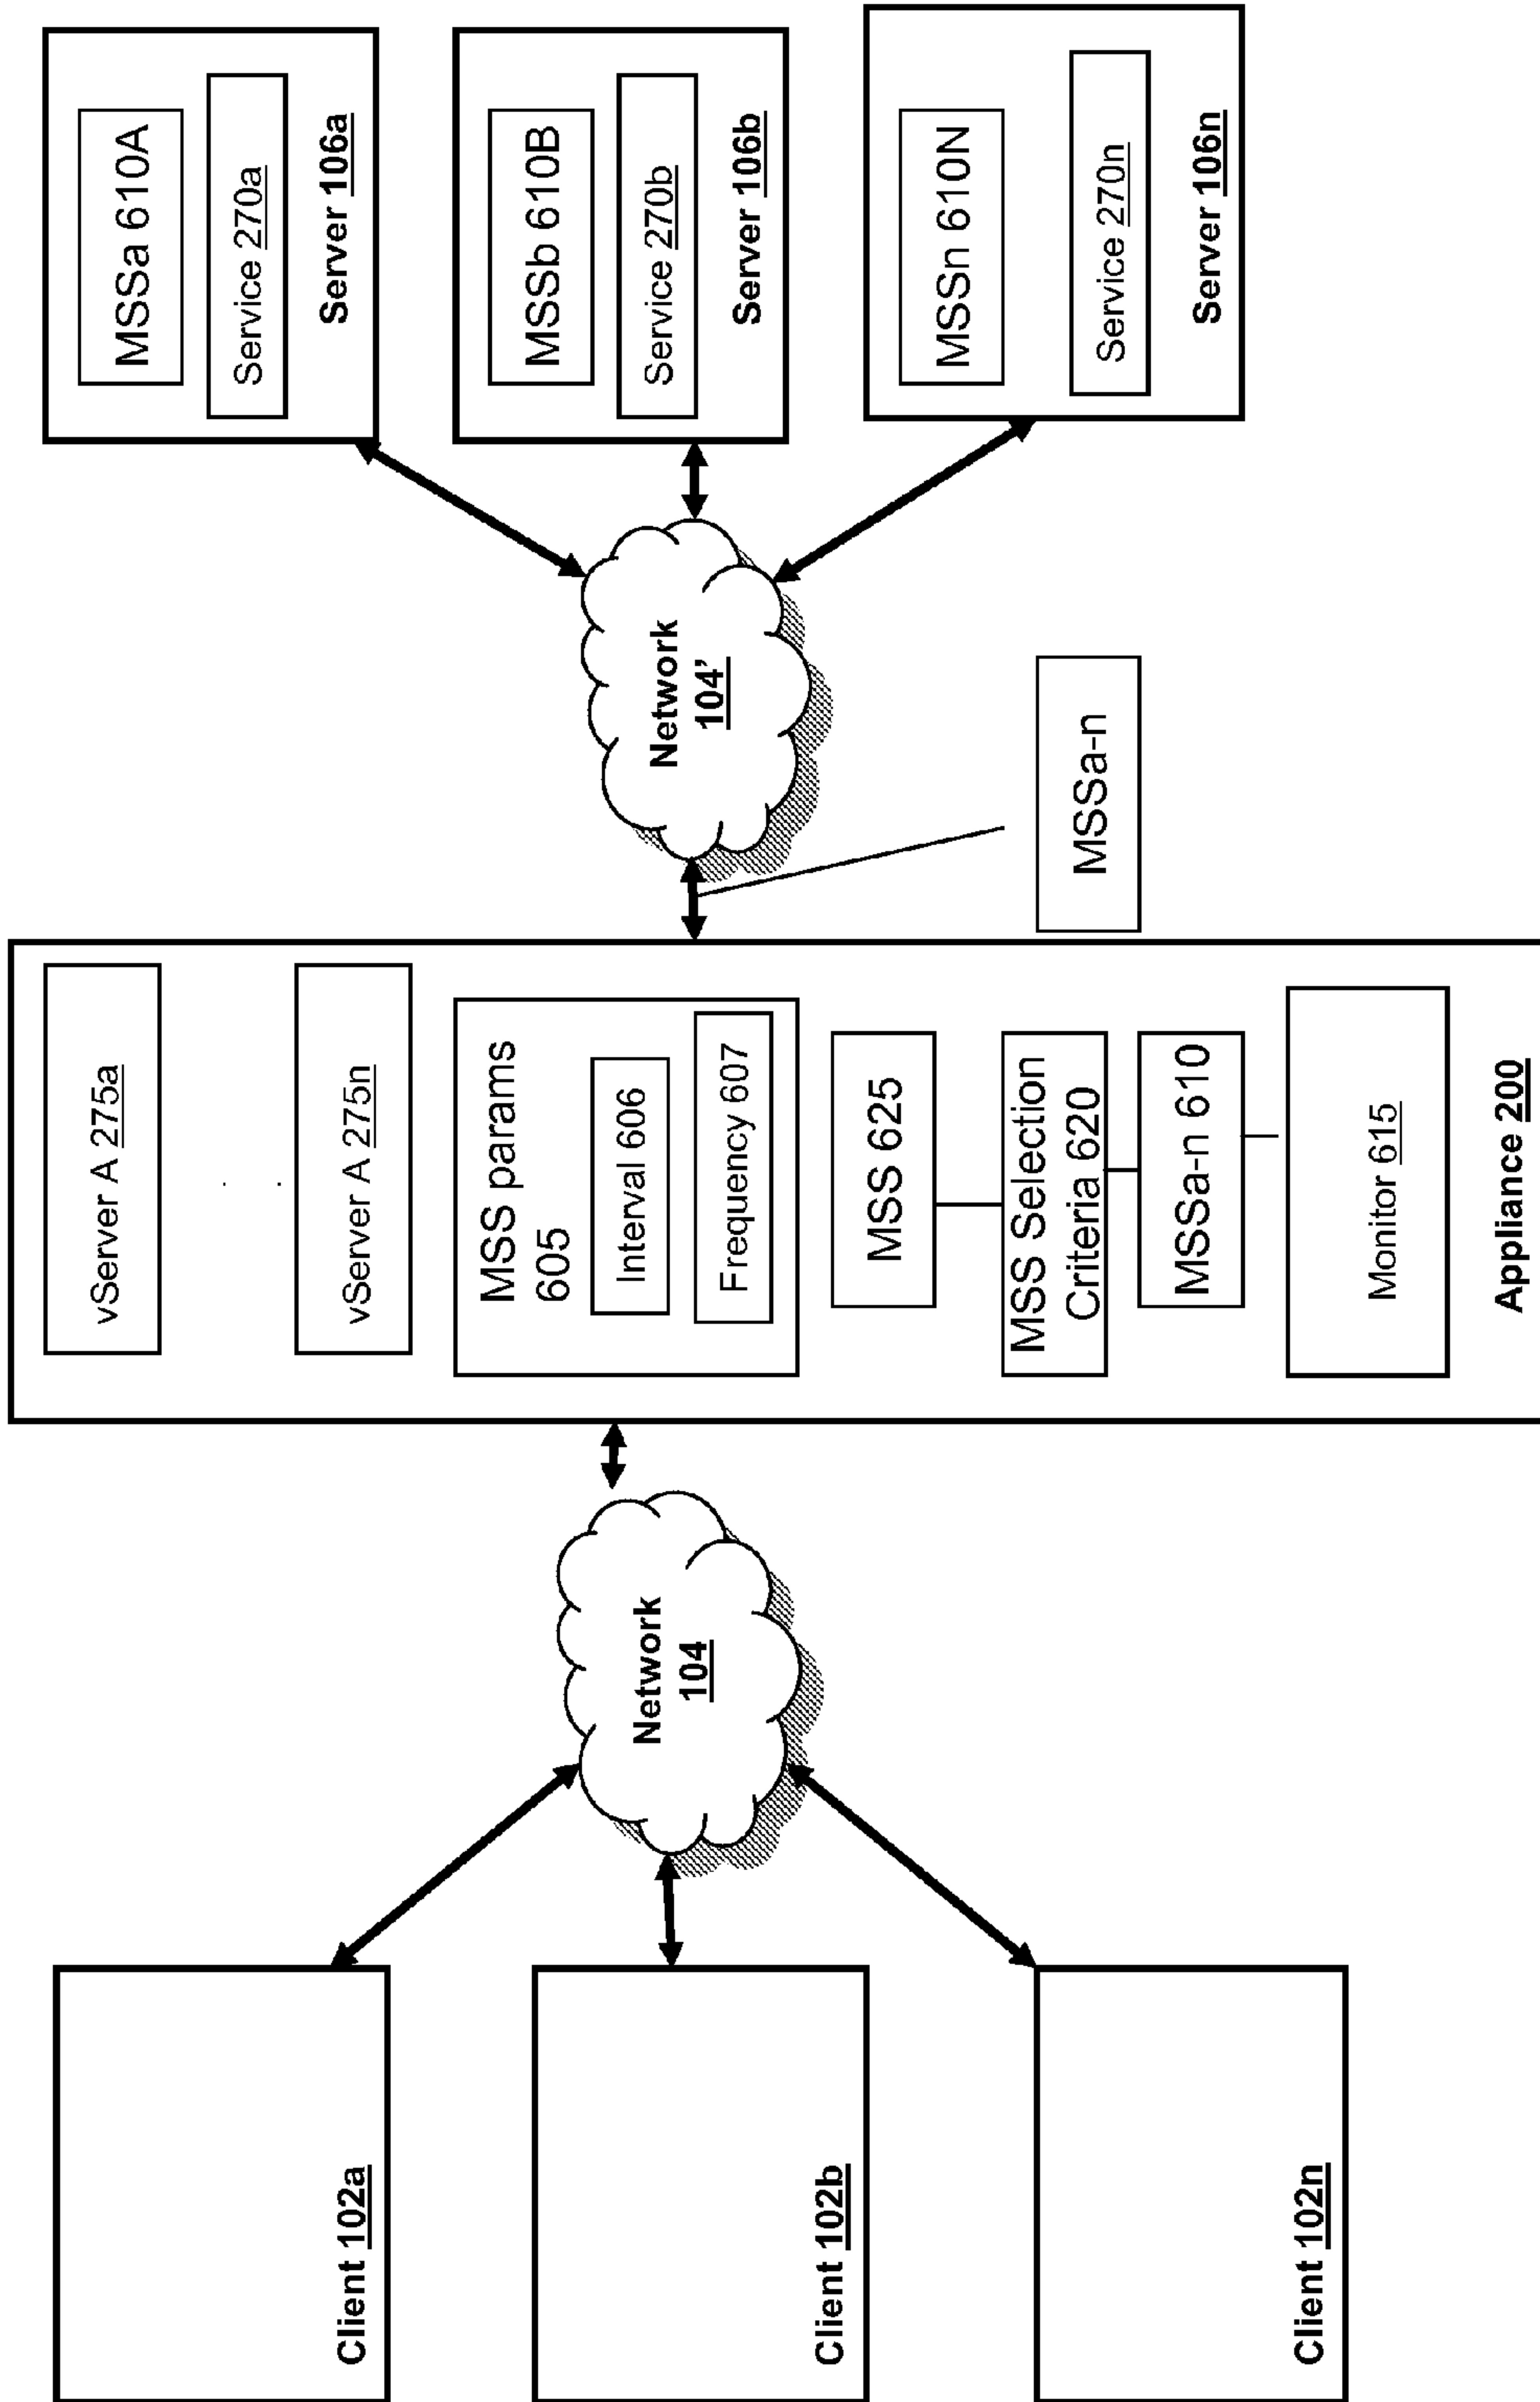 Client 102a
Client 102b
Client 102n
Network
104
vServer A 275a
vServer A 275n
MSS params
605
Interval 606
Frequency 607
MSS 625
MSS Selection
Criteria 620
MSSa-n 610
Monitor 615
Appliance 200
Network
104’
MSSa-n
MSSa 610A
Service 270a
Server 106a
MSSb 610B
Service 270b
Server 106b
MSSn 610N
Service 270n
Server 106n